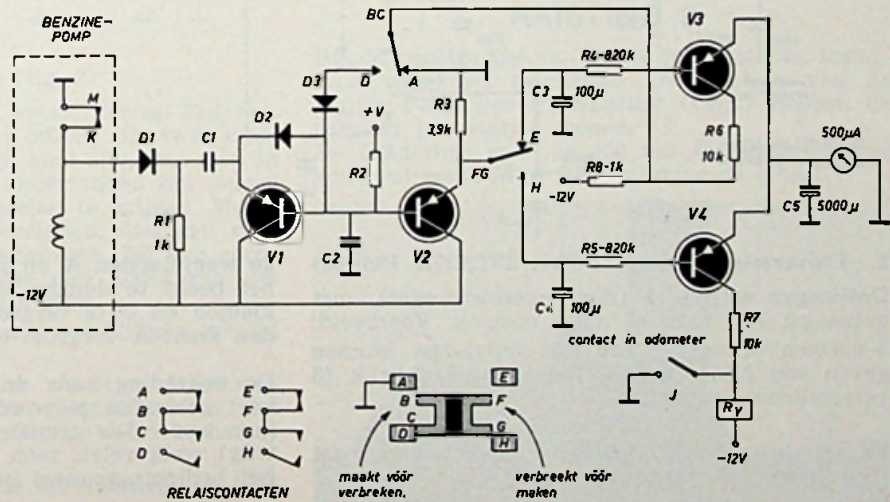 BENZINE-
POMP
M
K
-12V
D1
C1
R1
1k
D2
V1
D3
D
BC
A
+V
R2
C2
R3
3,9k
V2
FG
E
H
C3
100μ
R4-820k
V3
R6
10k
R8-1k
-12V
500μA
C5
5000μ
V4
R5-820k
C4
100μ
R7
10k
contact in odometer
J
RY
-12V
A
B
C
D
E
F
G
H
RELAISCONTACTEN
A
B
C
D
E
F
G
H
maakt vóór
verbreken.
verbreekt vóór
maken